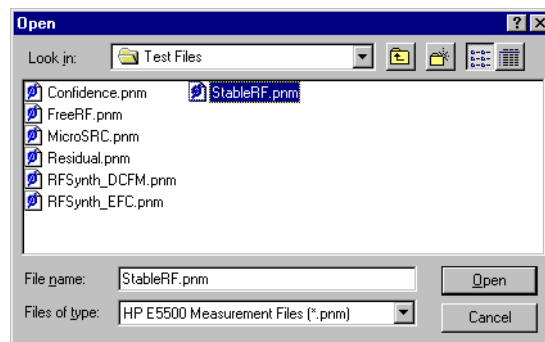 Open
Look in: Test Files
Confidence.pnm StableRF.pnm
FreeRF.pnm
MicroSRC.pnm
Residual.pnm
RFSynth_DCFM.pnm
RFSynth_EFC.pnm
File name: StableRF.pnm Open
Files of type: HP E5500 Measurement Files (*.pnm) Cancel